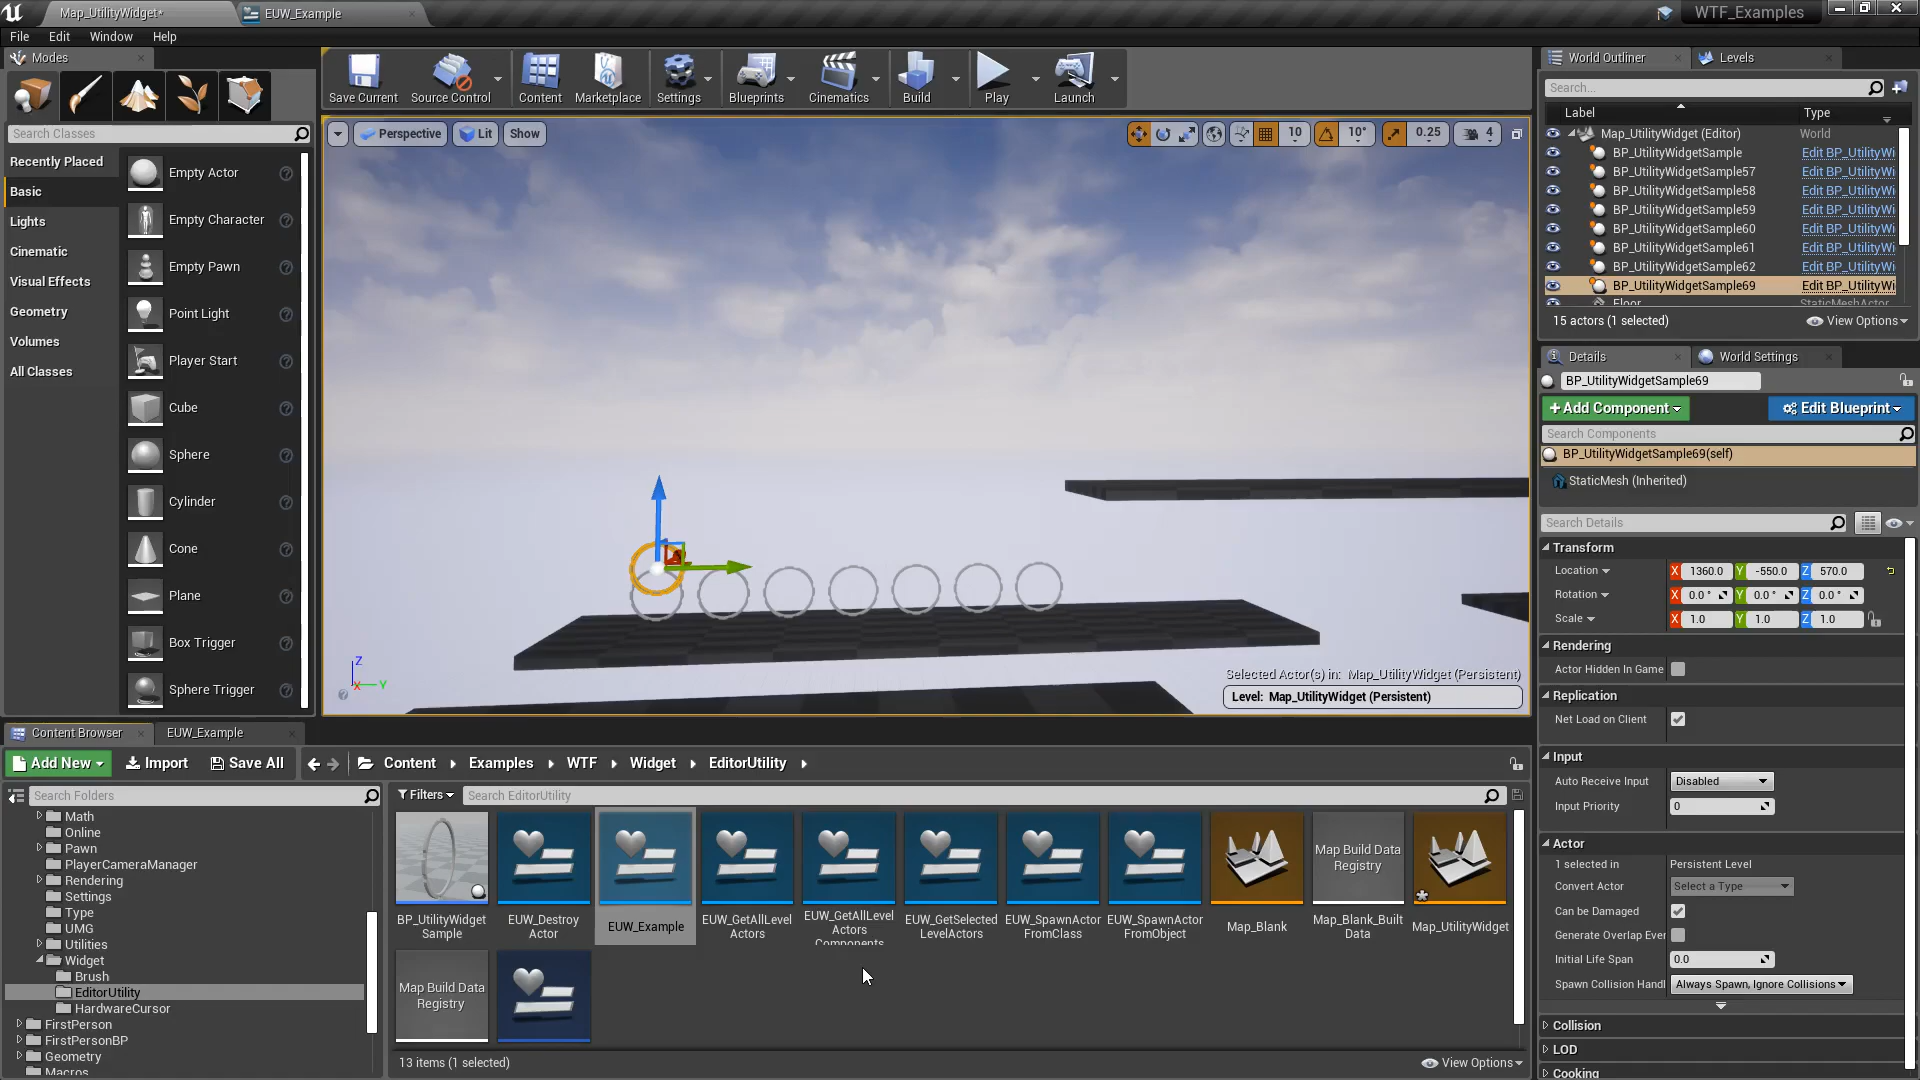 Map_UtilityWidget*
EUW_Example
WTF_Examples
File Edit Window Help
Modes
Save Current
Source Control
Content
Marketplace
Settings
Blueprints
Cinematics
Build
Play
Launch
Search Classes
Recently Placed
Basic
Lights
Cinematic
Visual Effects
Geometry
Volumes
All Classes
Empty Actor
Empty Character
Empty Pawn
Point Light
Player Start
Cube
Sphere
Cylinder
Cone
Plane
Box Trigger
Sphere Trigger
Perspective
Lit
Show
10
10°
0.25
4
Z
X
Y
Selected Actor(s) in: Map_UtilityWidget (Persistent)
Level: Map_UtilityWidget (Persistent)
World Outliner
Levels
Search...
Label Type
Map_UtilityWidget (Editor) World
BP_UtilityWidgetSample Edit BP_UtilityWi
BP_UtilityWidgetSample57 Edit BP_UtilityWi
BP_UtilityWidgetSample58 Edit BP_UtilityWi
BP_UtilityWidgetSample59 Edit BP_UtilityWi
BP_UtilityWidgetSample60 Edit BP_UtilityWi
BP_UtilityWidgetSample61 Edit BP_UtilityWi
BP_UtilityWidgetSample62 Edit BP_UtilityWi
BP_UtilityWidgetSample69 Edit BP_UtilityWi
Floor StaticMeshActor
15 actors (1 selected)
View Options
Details
World Settings
BP_UtilityWidgetSample69
+Add Component
Edit Blueprint
Search Components
BP_UtilityWidgetSample69(self)
StaticMesh (Inherited)
Search Details
Transform
Location X 1360.0 Y -550.0 Z 570.0
Rotation X 0.0 ° Y 0.0 ° Z 0.0 °
Scale X 1.0 Y 1.0 Z 1.0
Rendering
Actor Hidden In Game
Replication
Net Load on Client
Input
Auto Receive Input Disabled
Input Priority 0
Actor
1 selected in Persistent Level
Convert Actor Select a Type
Can be Damaged
Generate Overlap Ever
Initial Life Span 0.0
Spawn Collision Handl Always Spawn, Ignore Collisions
Collision
LOD
Cooking
Content Browser
EUW_Example
Add New
Import
Save All
Content Examples WTF Widget EditorUtility
Search Folders
Filters
Search EditorUtility
Math
Online
Pawn
PlayerCameraManager
Rendering
Settings
Type
UMG
Utilities
Widget
Brush
EditorUtility
HardwareCursor
FirstPerson
FirstPersonBP
Geometry
Macros
BP_UtilityWidget
Sample
EUW_Destroy
Actor
EUW_Example
EUW_GetAllLevel
Actors
EUW_GetAllLevel
Actors
Components
EUW_GetSelected
LevelActors
EUW_SpawnActor
FromClass
EUW_SpawnActor
FromObject
Map_Blank
Map Build Data
Registry
Map_Blank_Built
Data
Map_UtilityWidget
Map Build Data
Registry
13 items (1 selected)
View Options